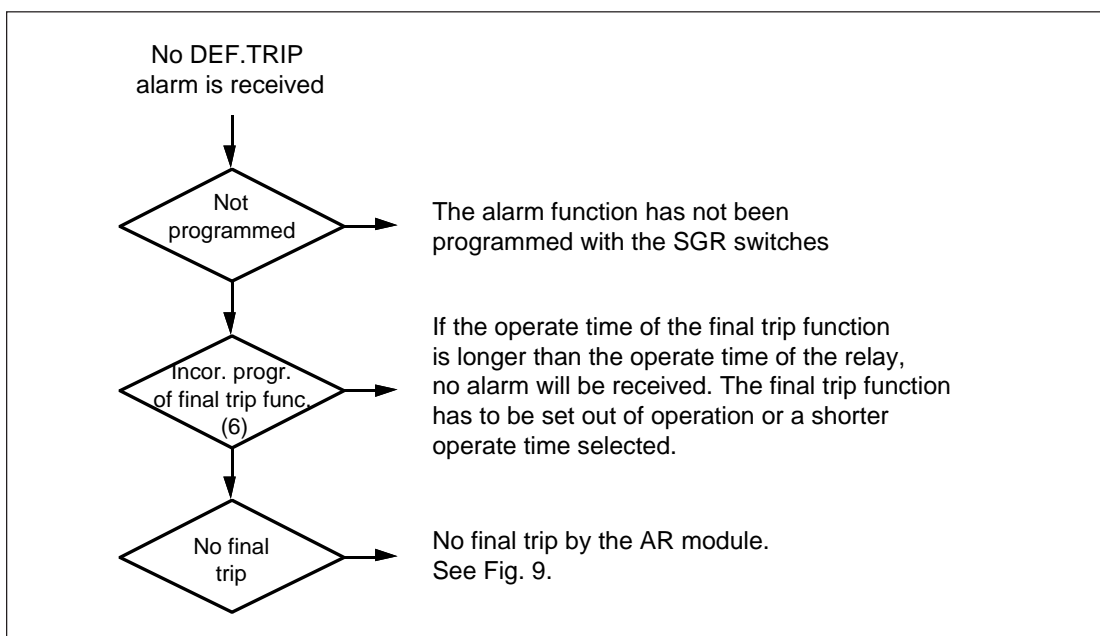 No DEF.TRIP
alarm is received
Not
programmed
The alarm function has not been
programmed with the SGR switches
Incor. progr.
of final trip func.
(6)
If the operate time of the final trip function
is longer than the operate time of the relay,
no alarm will be received. The final trip function
has to be set out of operation or a shorter
operate time selected.
No final
trip
No final trip by the AR module.
See Fig. 9.